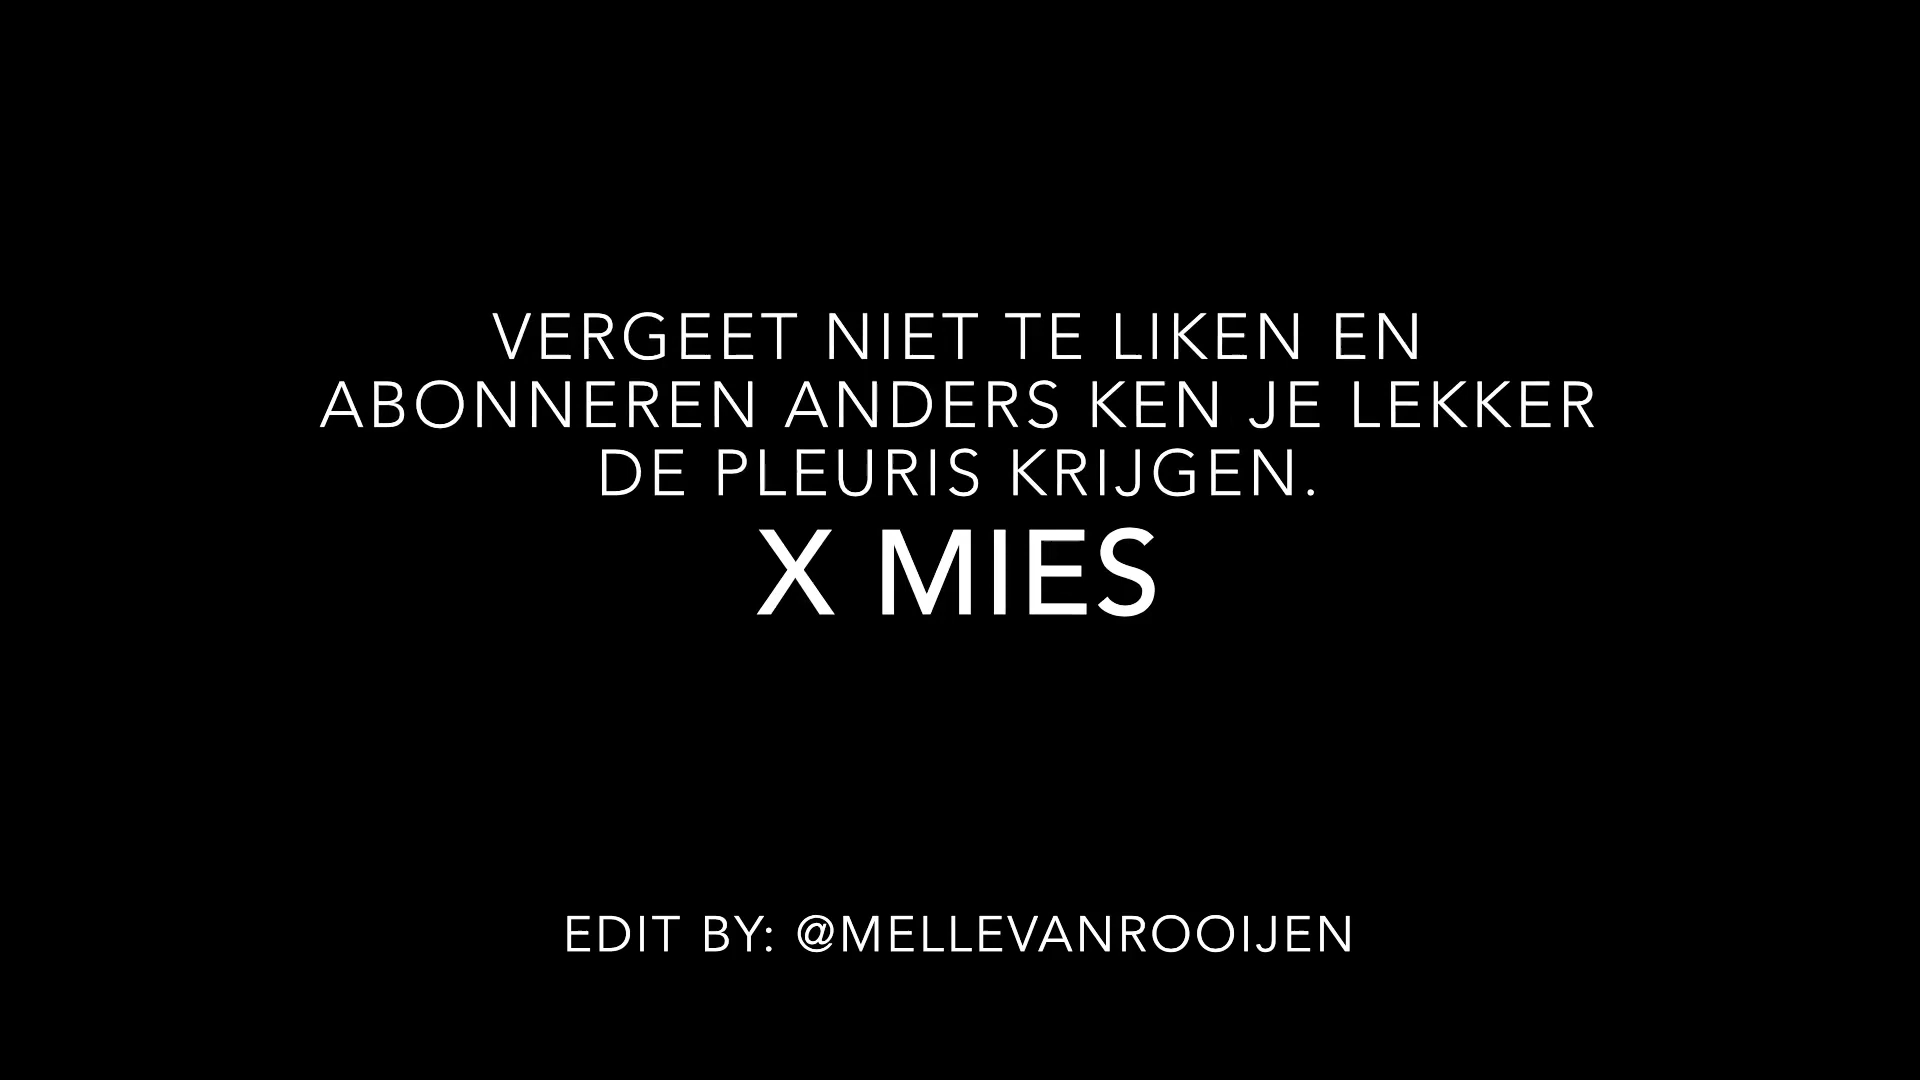 VERGEET NIET TE LIKEN EN
ABONNEREN ANDERS KEN JE LEKKER
DE PLEURIS KRIJGEN.
X MIES
EDIT BY: @MELLEVANROOIJEN